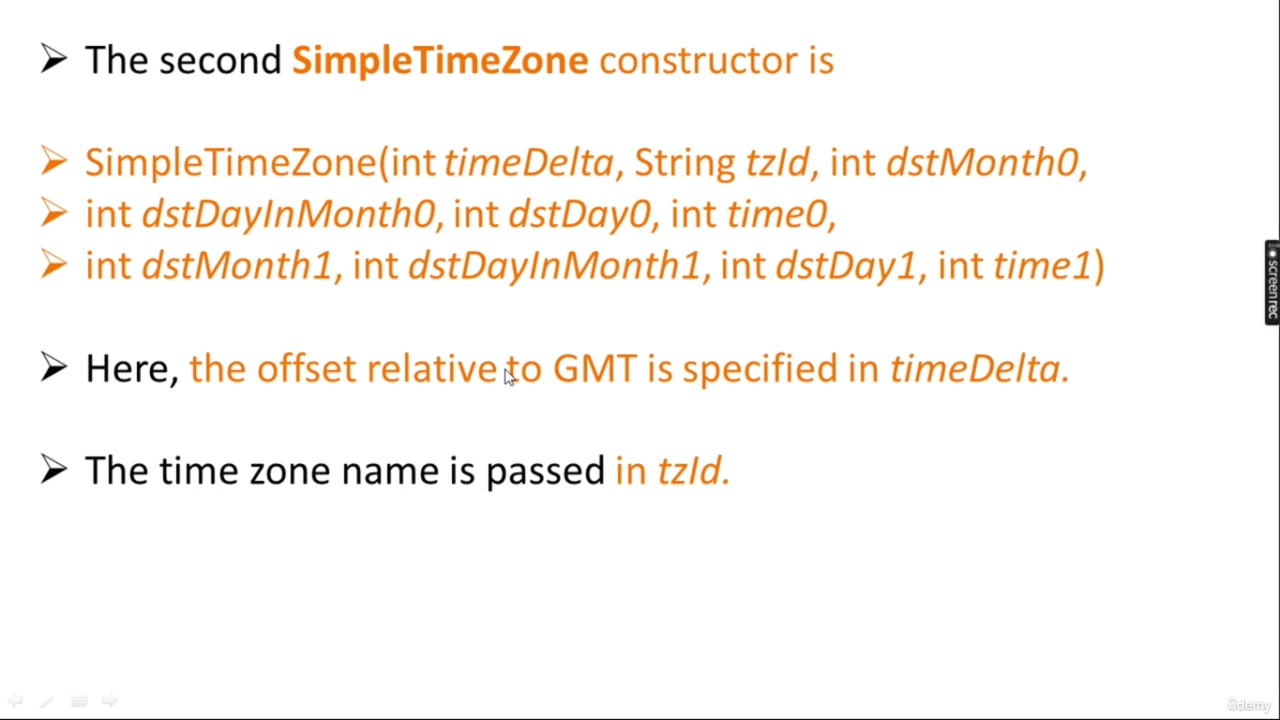 The second SimpleTimeZone constructor is
SimpleTimeZone(int timeDelta, String tzId, int dstMonth0,
int dstDayInMonth0, int dstDay0, int time0,
int dstMonth1, int dstDayInMonth1, int dstDay1, int time1)
Here, the offset relative to GMT is specified in timeDelta.
The time zone name is passed in tzId.
screenrec
ûdemy